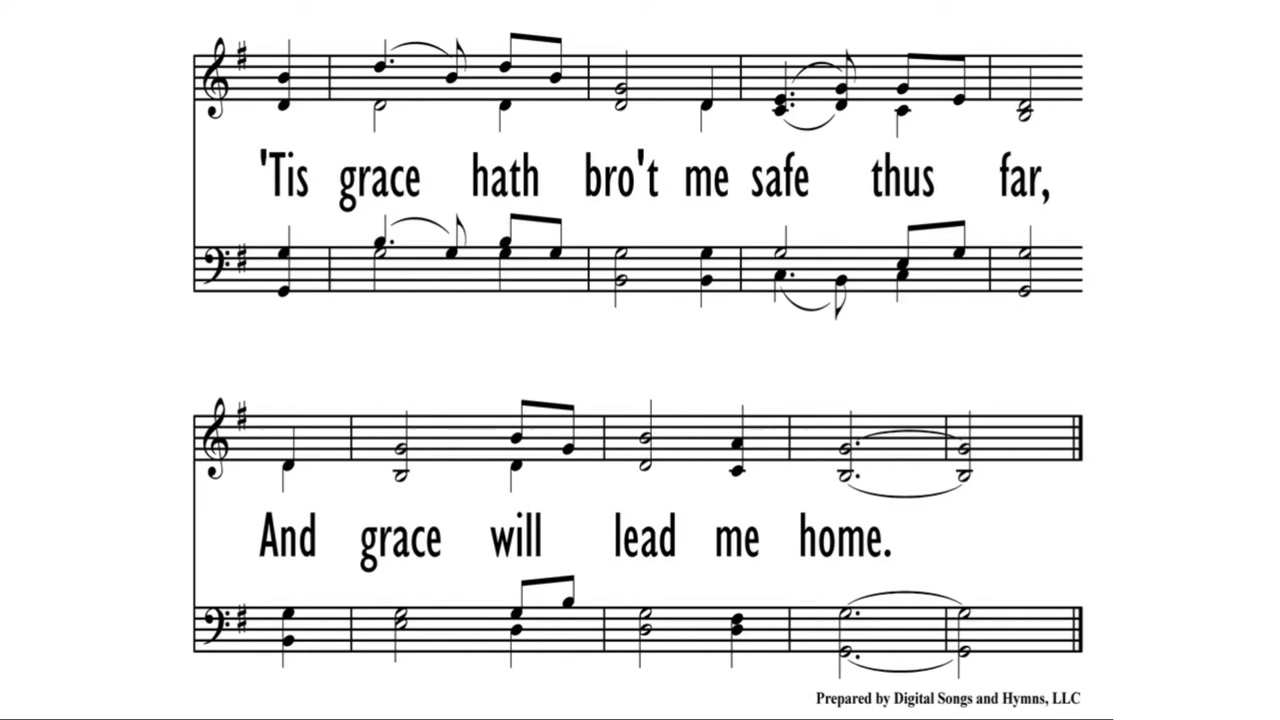 'Tis grace hath bro't me safe thus far,
And grace will lead me home.
Prepared by Digital Songs and Hymns, LLC